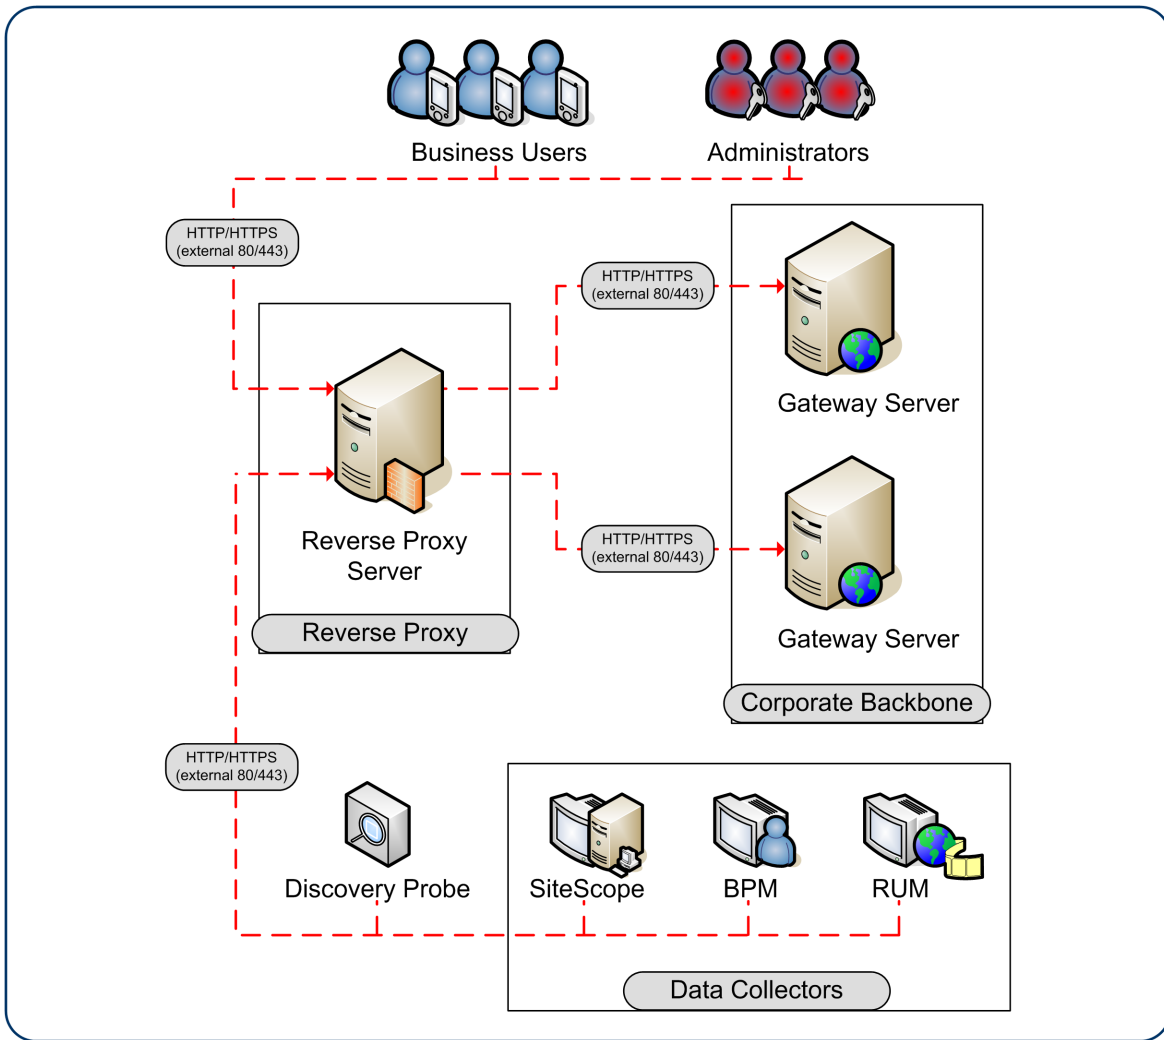 Business Users
Administrators
HTTP/HTTPS
(external 80/443)
HTTP/HTTPS
(external 80/443)
Gateway Server
Reverse Proxy
Server
HTTP/HTTPS
(external 80/443)
Reverse Proxy
Gateway Server
Corporate Backbone
HTTP/HTTPS
(external 80/443)
Discovery Probe
SiteScope
BPM
RUM
Data Collectors